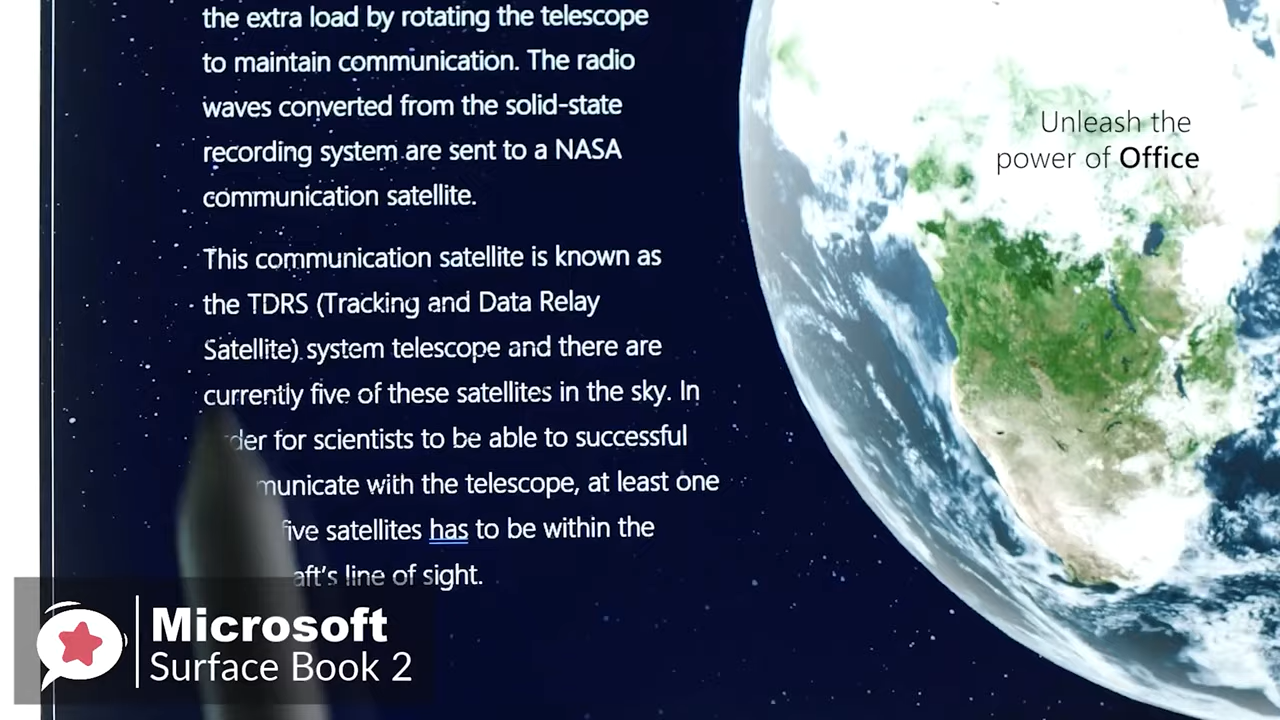 the extra load by rotating the telescope
to maintain communication. The radio
waves converted from the solid-state
recording system are sent to a NASA
communication satellite.
This communication satellite is known as
the TDRS (Tracking and Data Relay
Satellite) system telescope and there are
currently five of these satellites in the sky. In
for scientists to be able to successful
with the telescope, at least one
five satellites has to be within the
line of sight.
Unleash the
power of Office
Microsoft
Surface Book 2